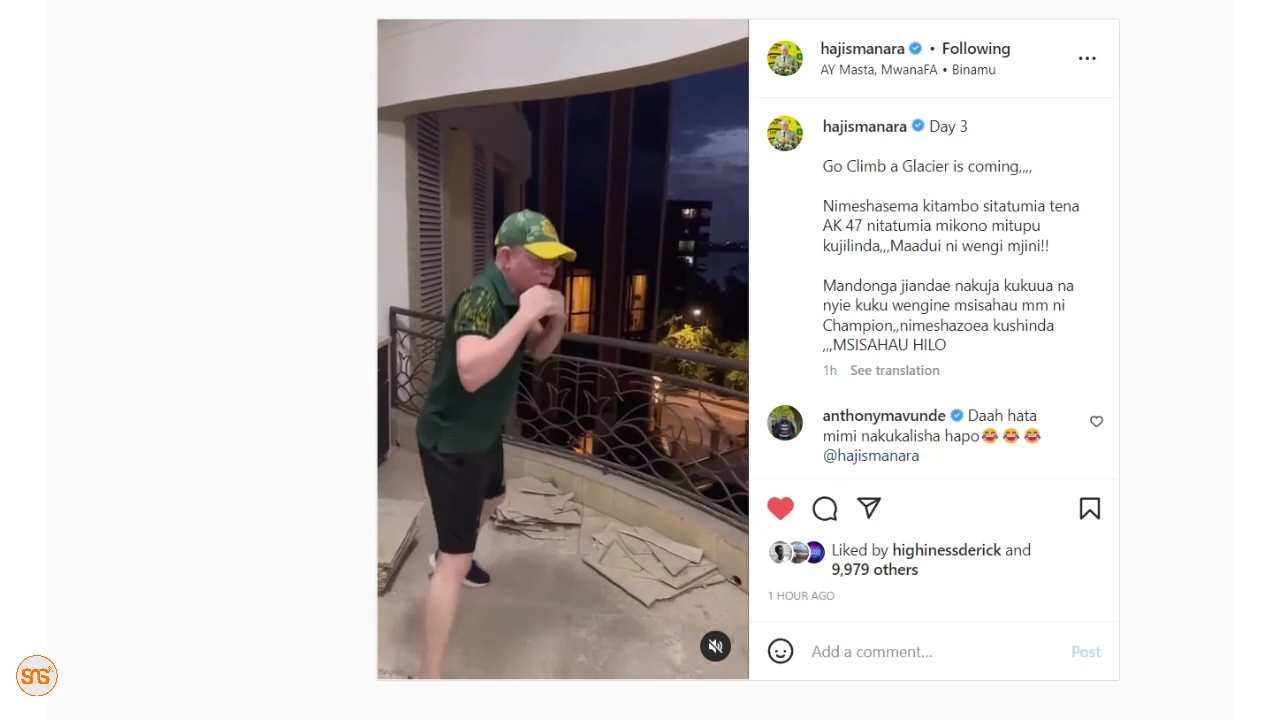 hajismanara • Following
AY Masta, MwanaFA • Binamu
hajismanara Day 3
Go Climb a Glacier is coming,,,,
Nimeshasema kitambo sitatumia tena
AK 47 nitatumia mikono mitupu
kujilinda,,,Maadui ni wengi mjini!!
Mandonga jiandae nakuja kukuua na
nyie kuku wengine msisahau mm ni
Champion,,nimeshazoea kushinda
,,,MSISAHAU HILO
1h See translation
anthonymavunde Daah hata
mimi nakukalisha hapo😂😂😂
@hajismanara
Liked by highinessderick and
9,979 others
1 HOUR AGO
Add a comment... Post
SNS